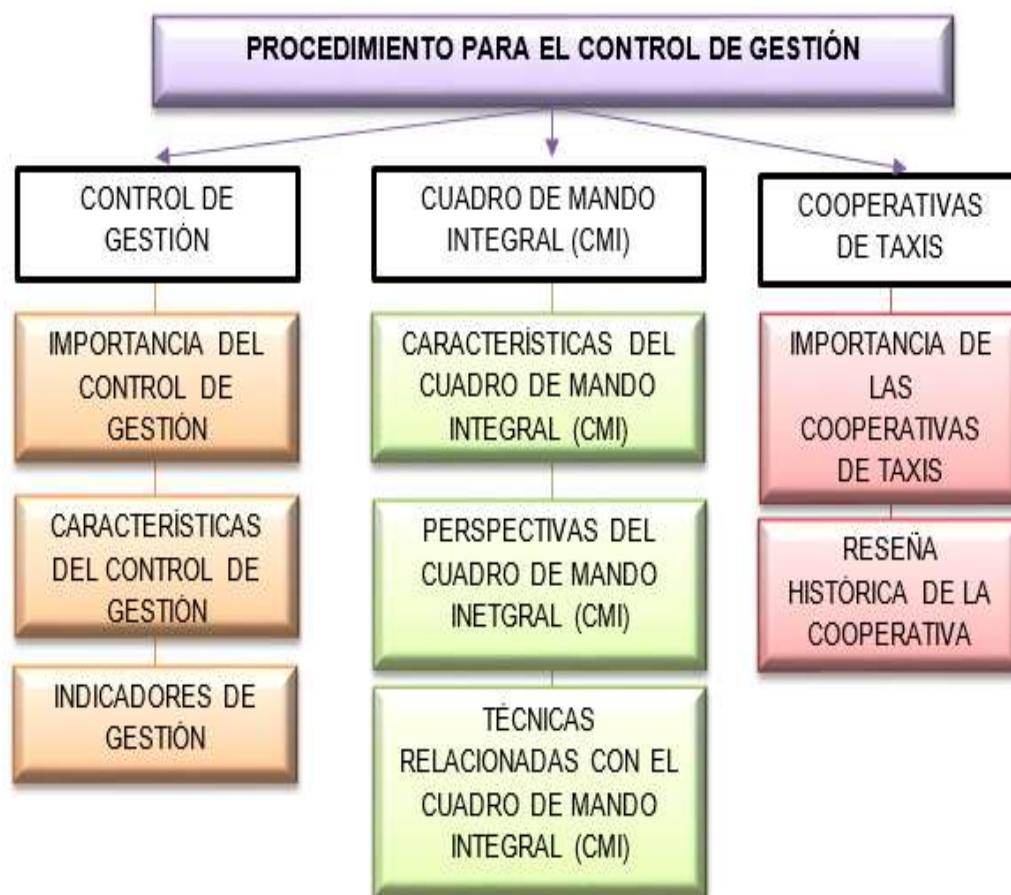 PROCEDIMIENTO PARA EL CONTROL DE GESTIÓN
CONTROL DE
GESTIÓN
IMPORTANCIA DEL
CONTROL DE
GESTIÓN
CARACTERÍSTICAS
DEL CONTROL DE
GESTIÓN
INDICADORES DE
GESTIÓN
CUADRO DE MANDO
INTEGRAL (CMI)
CARACTERÍSTICAS DEL
CUADRO DE MANDO
INTEGRAL (CMI)
PERSPECTIVAS DEL
CUADRO DE MANDO
INETGRAL (CMI)
TÉCNICAS
RELACIONADAS CON EL
CUADRO DE MANDO
INTEGRAL (CMI)
COOPERATIVAS
DE TAXIS
IMPORTANCIA DE
LAS
COOPERATIVAS
DE TAXIS
RESEÑA
HISTÓRICA DE LA
COOPERATIVA